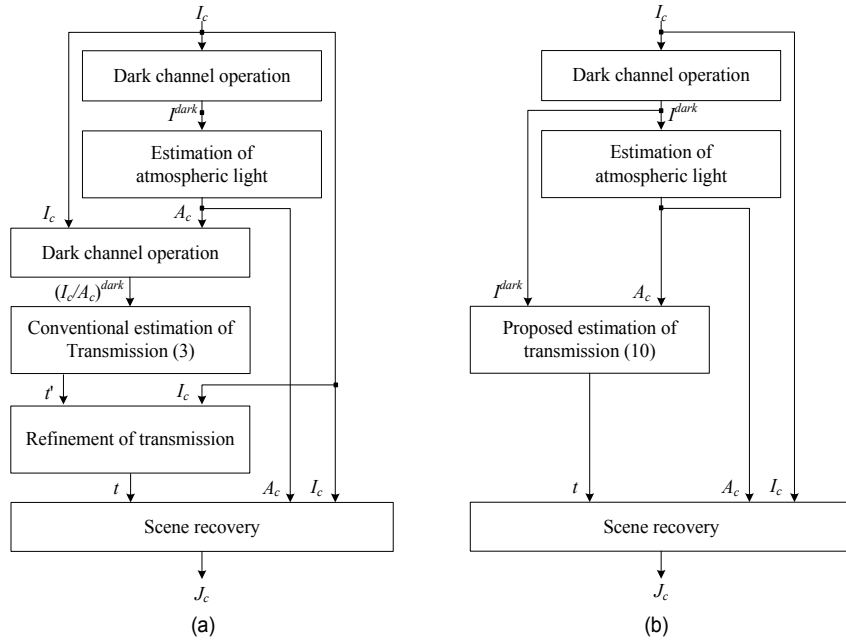 I_c
Dark channel operation
I^dark
Estimation of
atmospheric light
I_c
A_c
Dark channel operation
(I_c/A_c)^dark
Conventional estimation of
Transmission (3)
t'
I_c
Refinement of transmission
t
A_c
I_c
Scene recovery
J_c
(a)
I_c
Dark channel operation
I^dark
Estimation of
atmospheric light
I^dark
A_c
Proposed estimation of
transmission (10)
t
A_c
I_c
Scene recovery
J_c
(b)